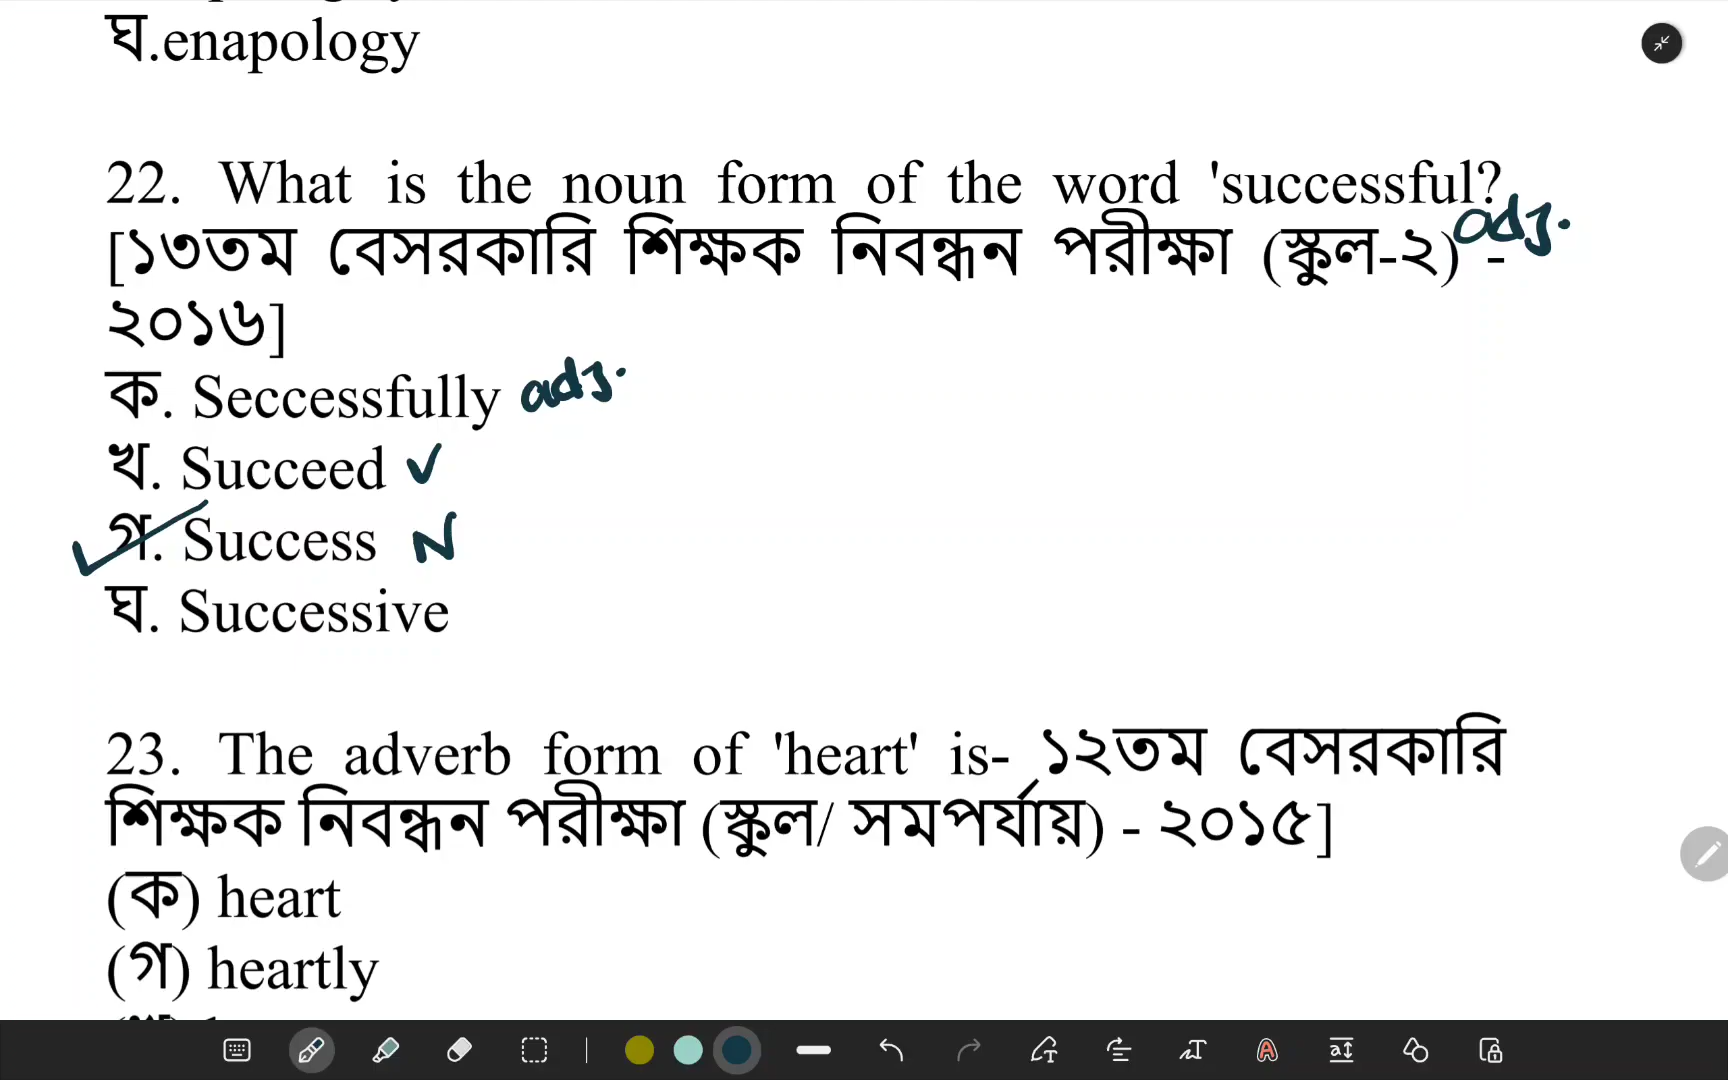 ঘ.enapology
22. What is the noun form of the word 'successful?
adj.
[১৩তম বেসরকারি শিক্ষক নিবন্ধন পরীক্ষা (স্কুল-২) -
২০১৬]
ক. Seccessfully adj.
খ. Succeed V
গ. Success N
ঘ. Successive
23. The adverb form of 'heart' is- ১২তম বেসরকারি
শিক্ষক নিবন্ধন পরীক্ষা (স্কুল/ সমপর্যায়) - ২০১৫]
(ক) heart
(গ) heartly